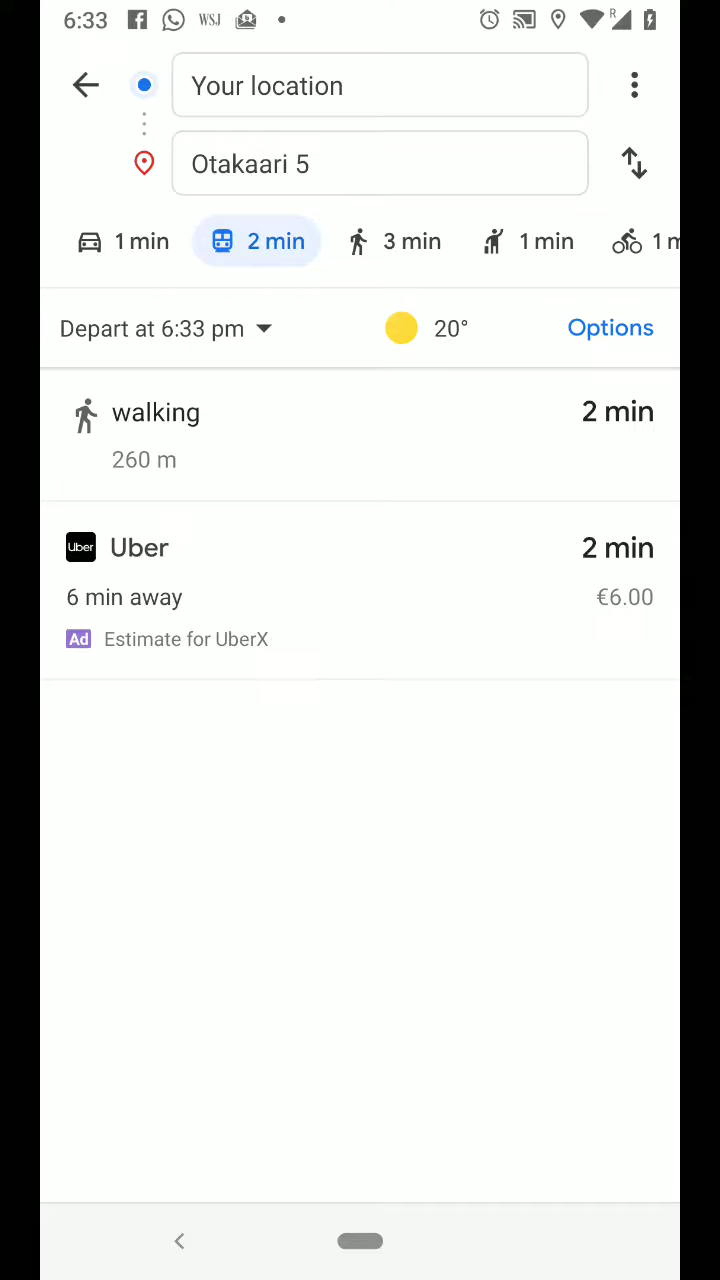 6:33 WSJ R
Your location
Otakaari 5
1 min 2 min 3 min 1 min 1 m
Depart at 6:33 pm 20° Options
walking 2 min
260 m
Uber Uber 2 min
6 min away €6.00
Ad Estimate for UberX